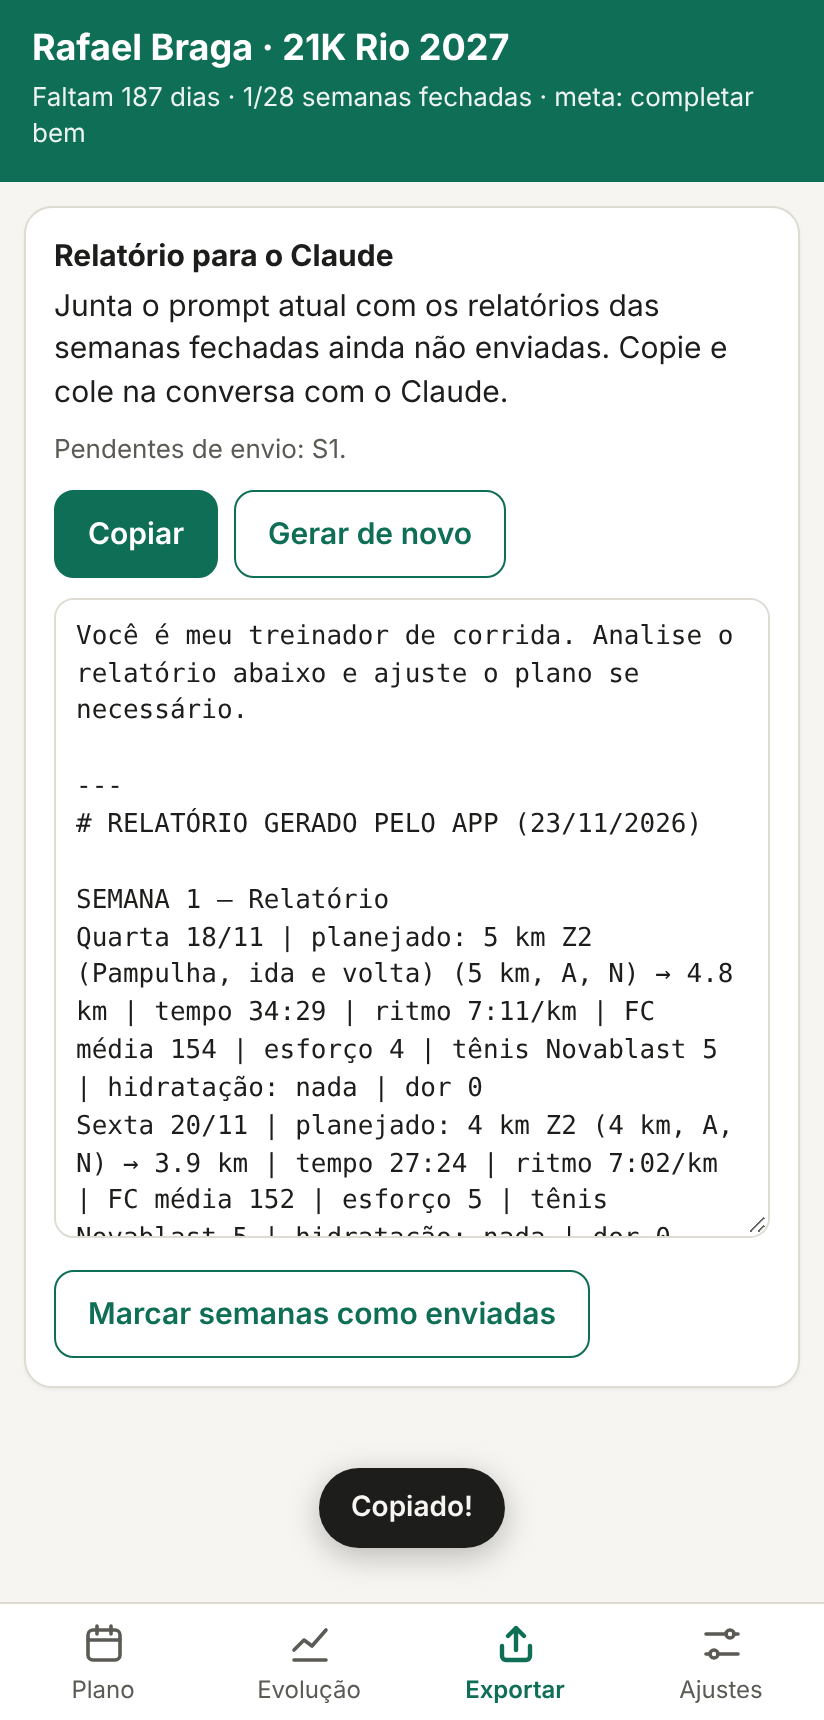 Rafael Braga · 21K Rio 2027
Faltam 187 dias · 1/28 semanas fechadas · meta: completar
bem
Relatório para o Claude
Junta o prompt atual com os relatórios das
semanas fechadas ainda não enviadas. Copie e
cole na conversa com o Claude.
Pendentes de envio: S1.
Copiar
Gerar de novo
Você é meu treinador de corrida. Analise o
relatório abaixo e ajuste o plano se
necessário.
---
# RELATÓRIO GERADO PELO APP (23/11/2026)
SEMANA 1 — Relatório
Quarta 18/11 | planejado: 5 km Z2
(Pampulha, ida e volta) (5 km, A, N) → 4.8
km | tempo 34:29 | ritmo 7:11/km | FC
média 154 | esforço 4 | tênis Novablast 5
| hidratação: nada | dor 0
Sexta 20/11 | planejado: 4 km Z2 (4 km, A,
N) → 3.9 km | tempo 27:24 | ritmo 7:02/km
| FC média 152 | esforço 5 | tênis
Novablast 5 | hidratação: nada | dor 0
Marcar semanas como enviadas
Copiado!
Plano
Evolução
Exportar
Ajustes